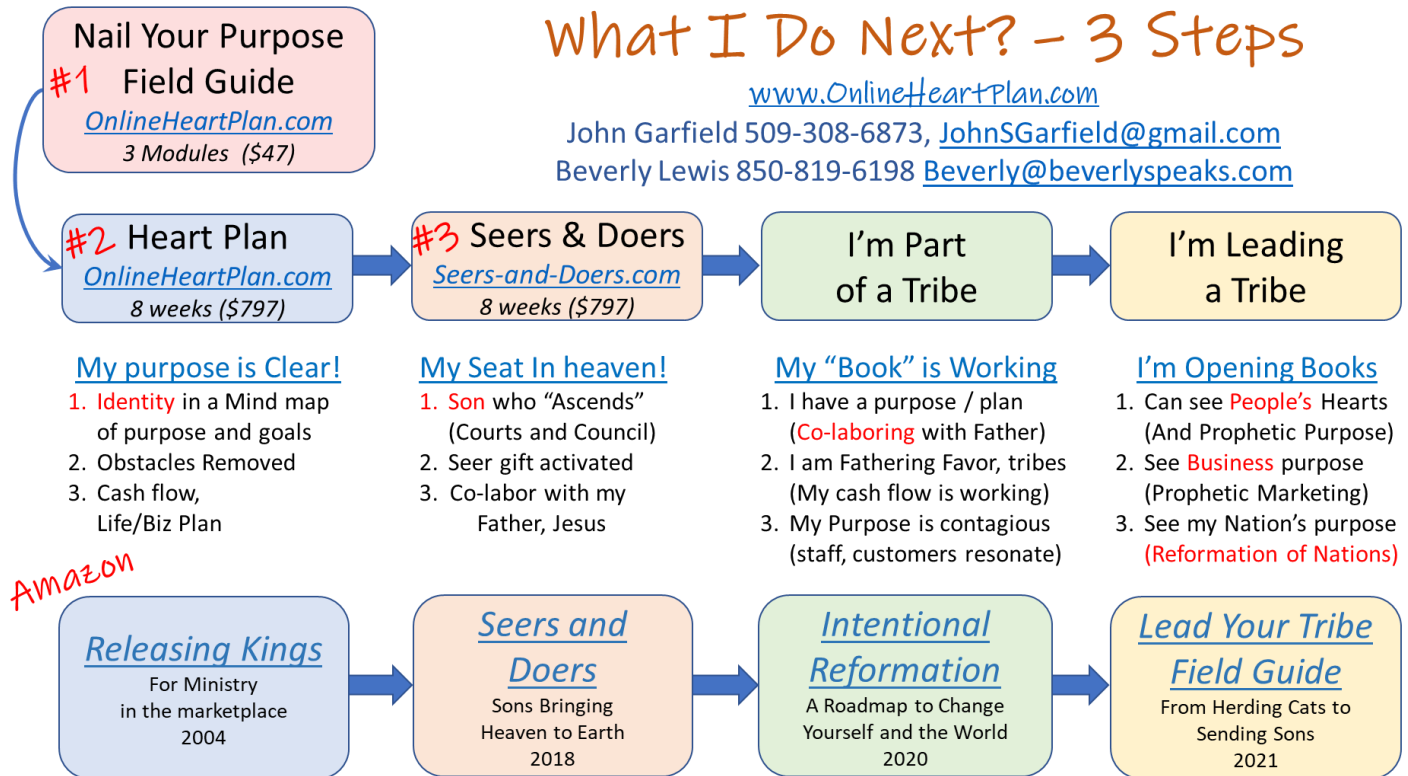 Nail Your Purpose
#1 Field Guide
OnlineHeartPlan.com
3 Modules ($47)
What I Do Next? – 3 Steps
www.OnlineHeartPlan.com
John Garfield 509-308-6873, JohnSGarfield@gmail.com
Beverly Lewis 850-819-6198 Beverly@beverlyspeaks.com
#2 Heart Plan
OnlineHeartPlan.com
8 weeks ($797)
#3 Seers & Doers
Seers-and-Doers.com
8 weeks ($797)
I'm Part
of a Tribe
I'm Leading
a Tribe
My purpose is Clear!
1. Identity in a Mind map
of purpose and goals
2. Obstacles Removed
3. Cash flow,
Life/Biz Plan
My Seat In heaven!
1. Son who “Ascends”
(Courts and Council)
2. Seer gift activated
3. Co-labor with my
Father, Jesus
My “Book” is Working
1. I have a purpose / plan
(Co-laboring with Father)
2. I am Fathering Favor, tribes
(My cash flow is working)
3. My Purpose is contagious
(staff, customers resonate)
I'm Opening Books
1. Can see People's Hearts
(And Prophetic Purpose)
2. See Business purpose
(Prophetic Marketing)
3. See my Nation's purpose
(Reformation of Nations)
Amazon
Releasing Kings
For Ministry
in the marketplace
2004
Seers and
Doers
Sons Bringing
Heaven to Earth
2018
Intentional
Reformation
A Roadmap to Change
Yourself and the World
2020
Lead Your Tribe
Field Guide
From Herding Cats to
Sending Sons
2021